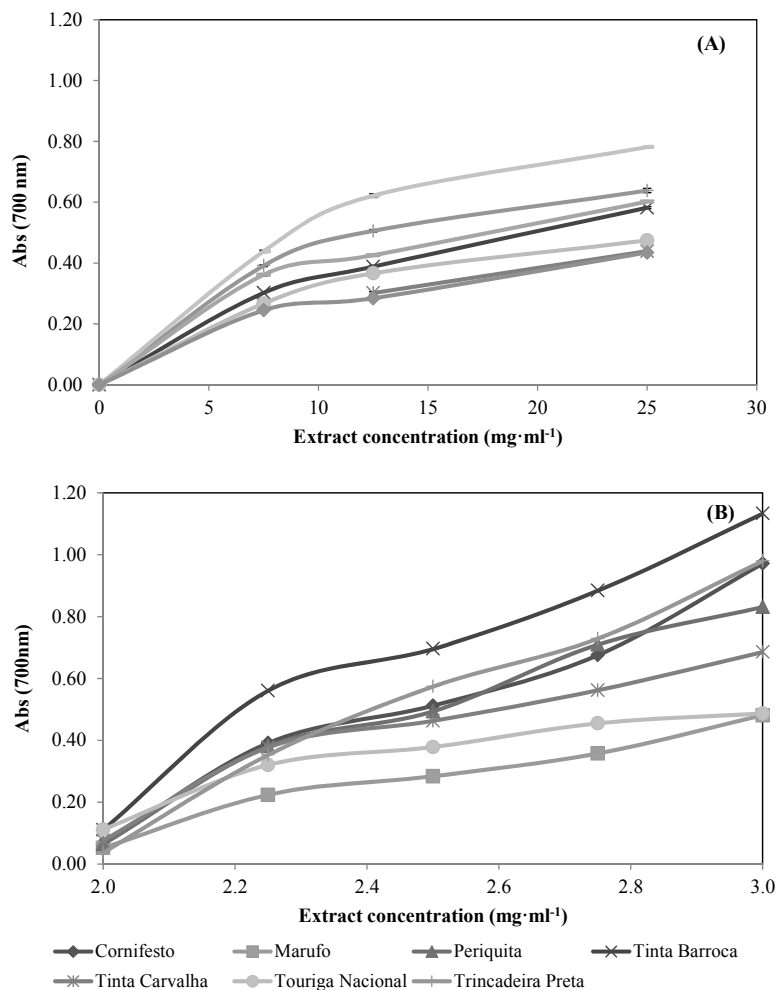 1.20
(A)
1.00
0.80
0.60
0.40
0.20
0.00
Abs (700 nm)
0 5 10 15 20 25 30
Extract concentration (mg·ml-1)
1.20
(B)
1.00
0.80
0.60
0.40
0.20
0.00
Abs (700nm)
2.0 2.2 2.4 2.6 2.8 3.0
Extract concentration (mg·ml-1)
Cornifesto Marufo Periquita Tinta Barroca
Tinta Carvalha Touriga Nacional Trincadeira Preta